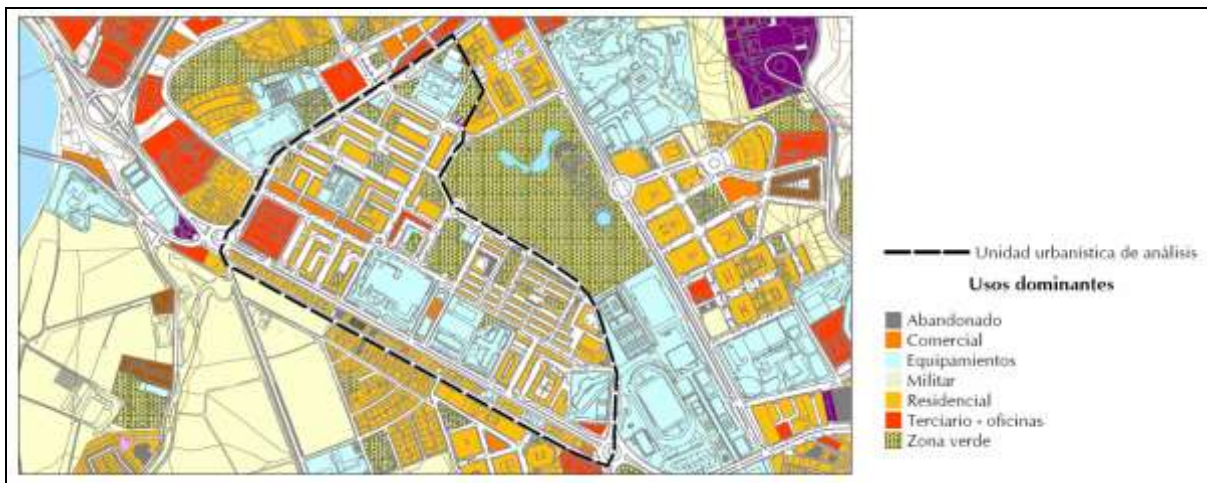 Unidad urbanística de análisis
Usos dominantes
Abandonado
Comercial
Equipamientos
Militar
Residencial
Terciario - oficinas
Zona verde